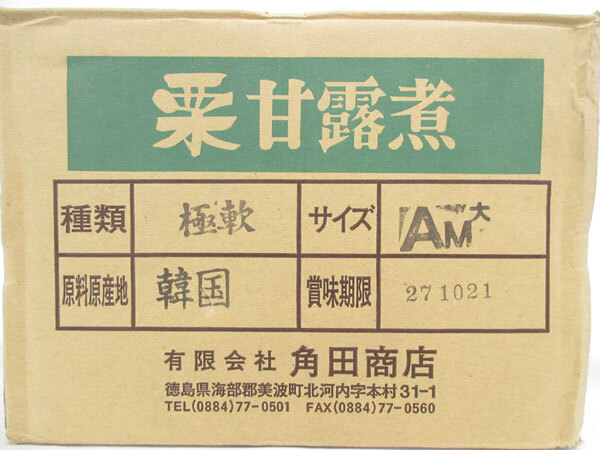 栗甘露煮
種類 極軟 サイズ AM大
原料原産地 韓国 賞味期限 271021
有限会社 角田商店
徳島県海部郡美波町北河内字本村31-1
TEL(0884)77-0501 FAX(0884)77-0560